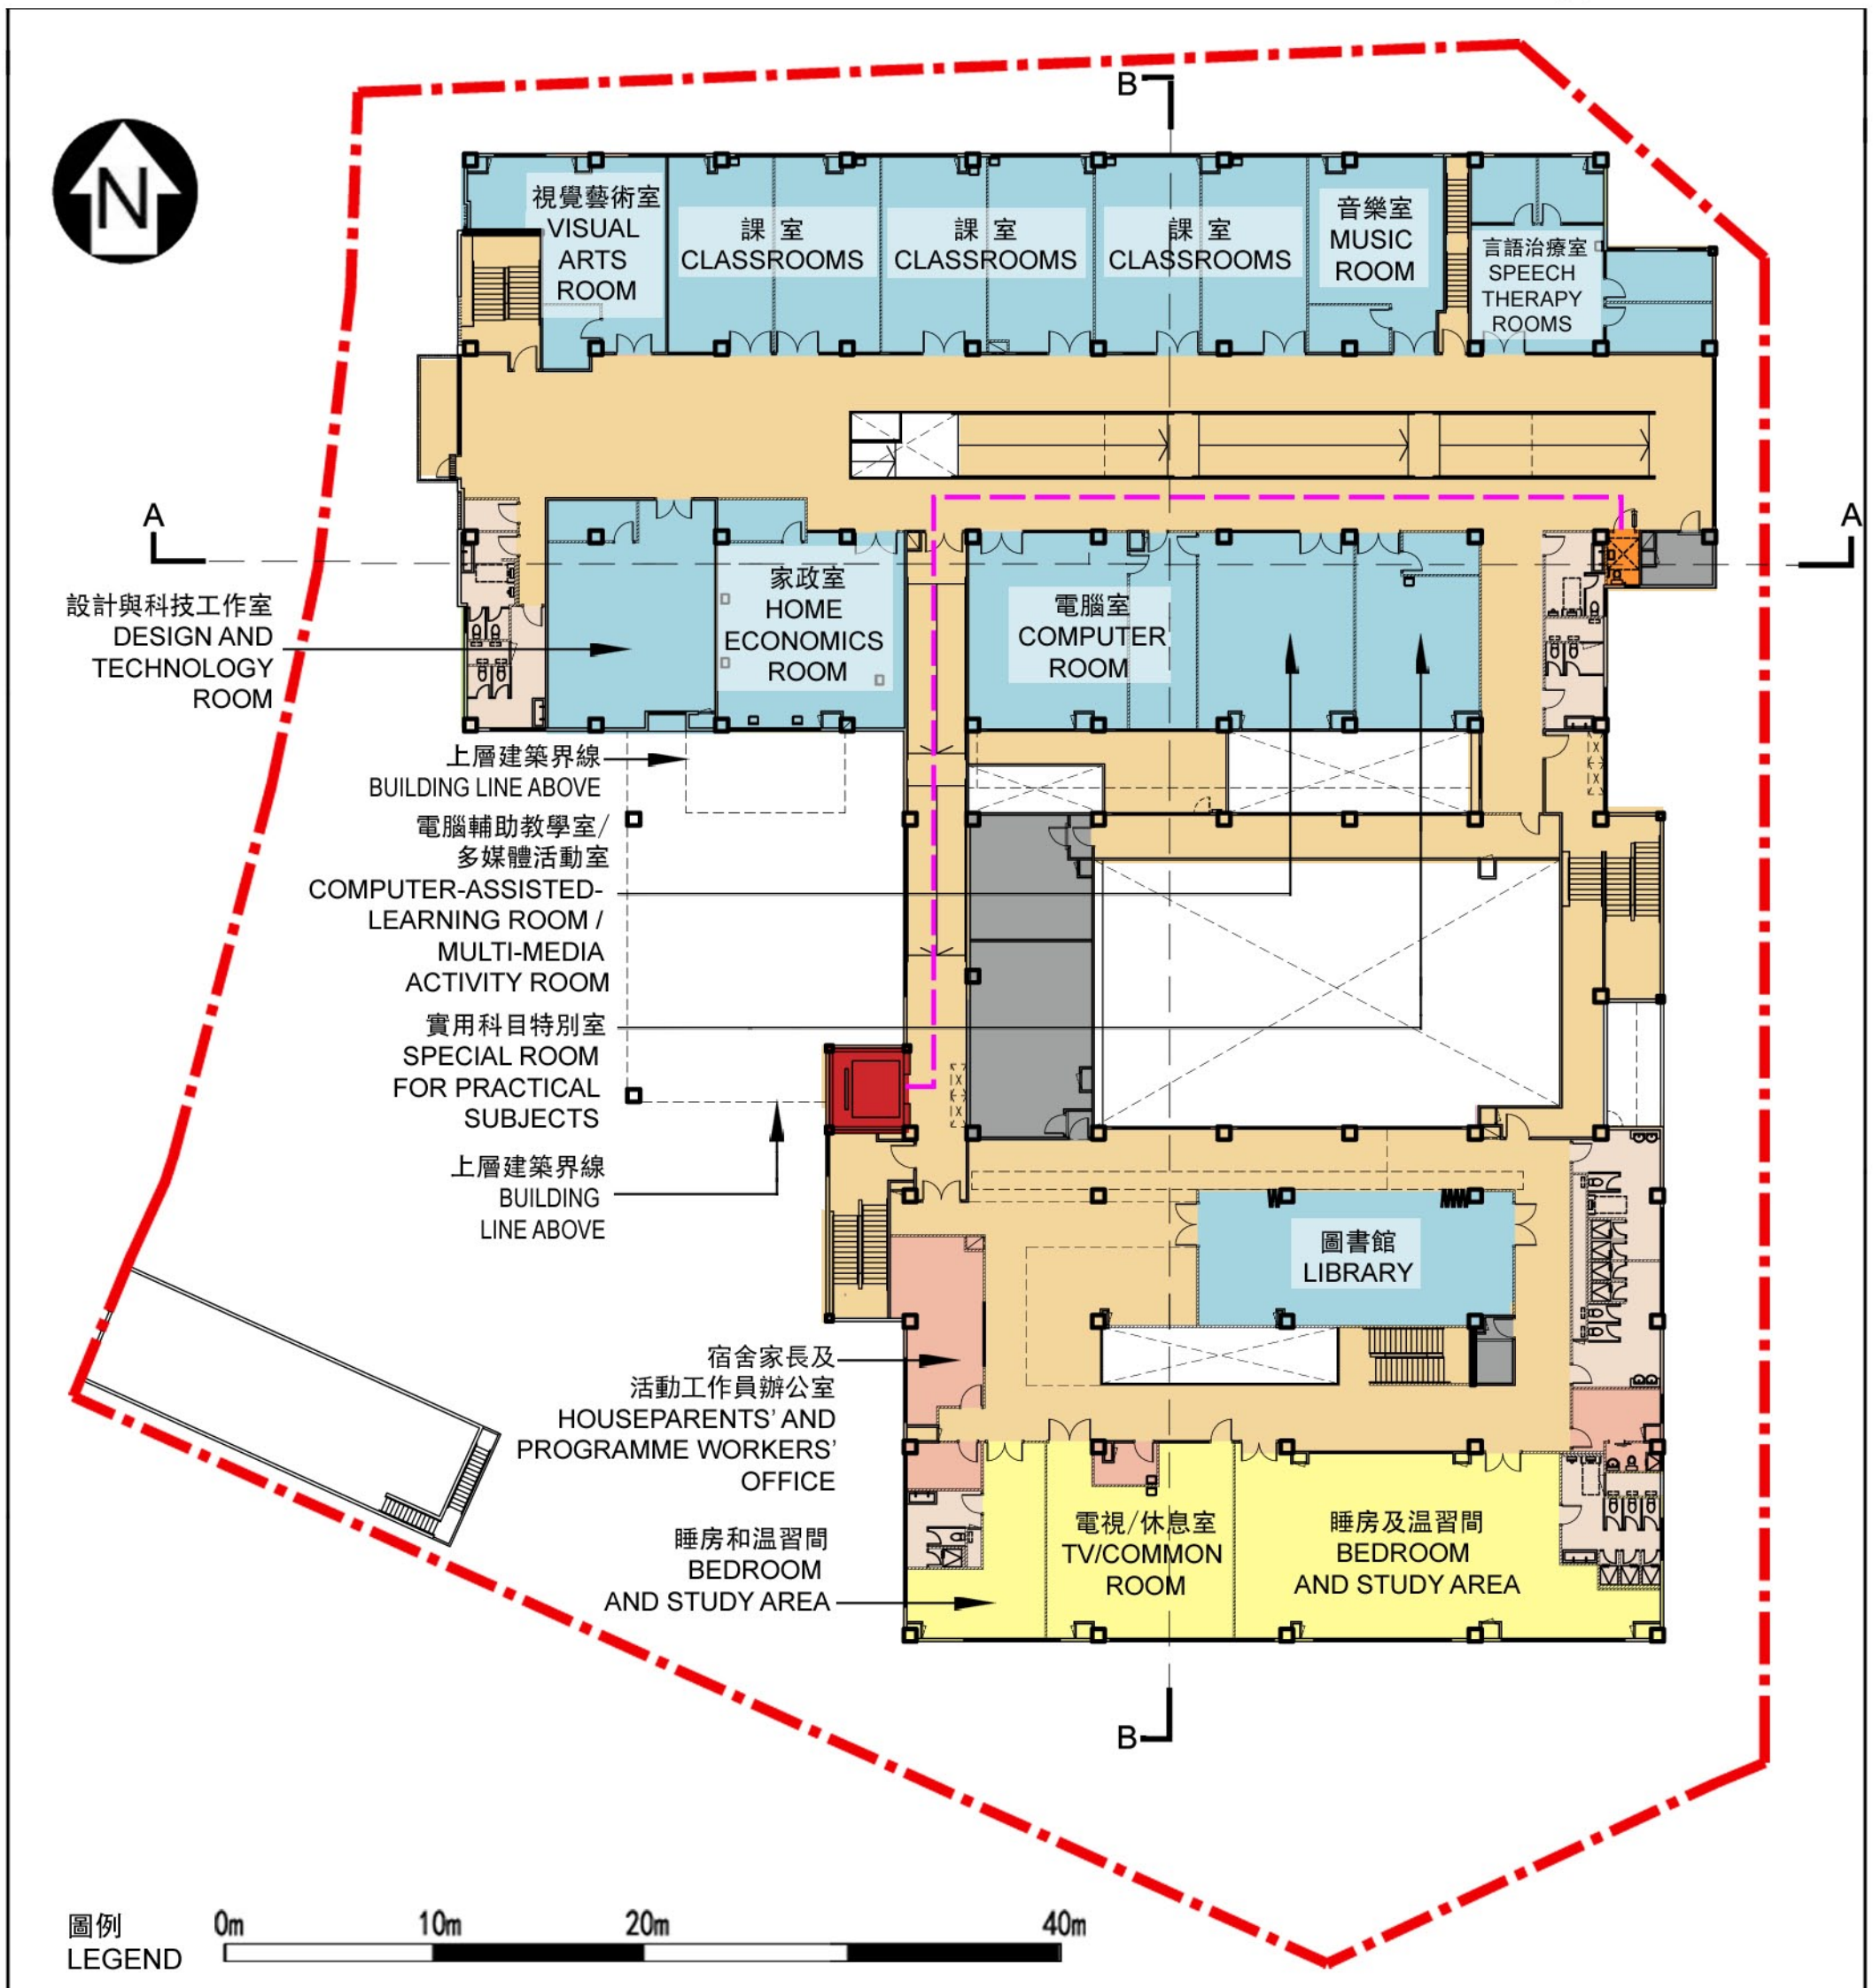 B
N
視覺藝術室
VISUAL
ARTS
ROOM
課 室
CLASSROOMS
課 室
CLASSROOMS
課 室
CLASSROOMS
音樂室
MUSIC
ROOM
言語治療室
SPEECH
THERAPY
ROOMS
A
A
設計與科技工作室
DESIGN AND
TECHNOLOGY
ROOM
家政室
HOME
ECONOMICS
ROOM
電腦室
COMPUTER
ROOM
上層建築界線
BUILDING LINE ABOVE
電腦輔助教學室/
多媒體活動室
COMPUTER-ASSISTED-
LEARNING ROOM /
MULTI-MEDIA
ACTIVITY ROOM
實用科目特別室
SPECIAL ROOM
FOR PRACTICAL
SUBJECTS
上層建築界線
BUILDING
LINE ABOVE
圖書館
LIBRARY
宿舍家長及
活動工作員辦公室
HOUSEPARENTS' AND
PROGRAMME WORKERS'
OFFICE
睡房和温習間
BEDROOM
AND STUDY AREA
電視/休息室
TV/COMMON
ROOM
睡房及温習間
BEDROOM
AND STUDY AREA
B
圖例
LEGEND
0m 10m 20m 40m